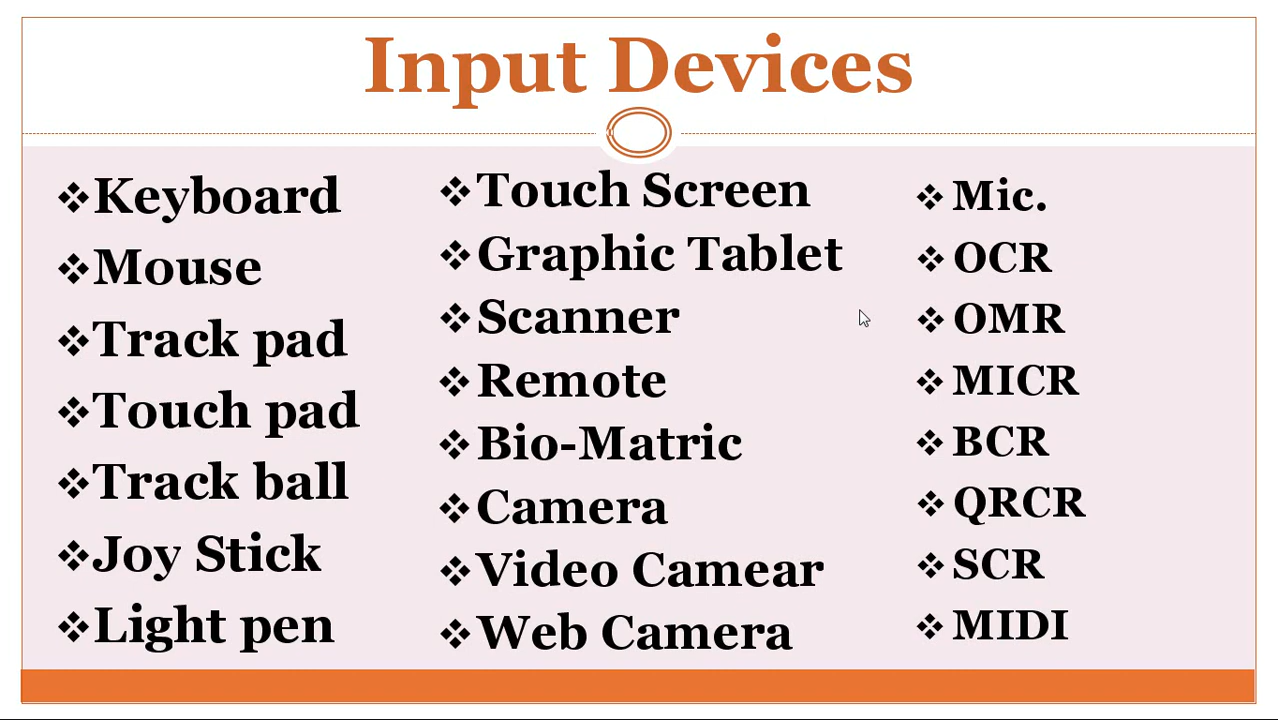 Input Devices
❖Keyboard
❖Mouse
❖Track pad
❖Touch pad
❖Track ball
❖Joy Stick
❖Light pen
❖Touch Screen
❖Graphic Tablet
❖Scanner
❖Remote
❖Bio-Matric
❖Camera
❖Video Camear
❖Web Camera
❖ Mic.
❖ OCR
❖ OMR
❖ MICR
❖ BCR
❖ QRCR
❖ SCR
❖ MIDI